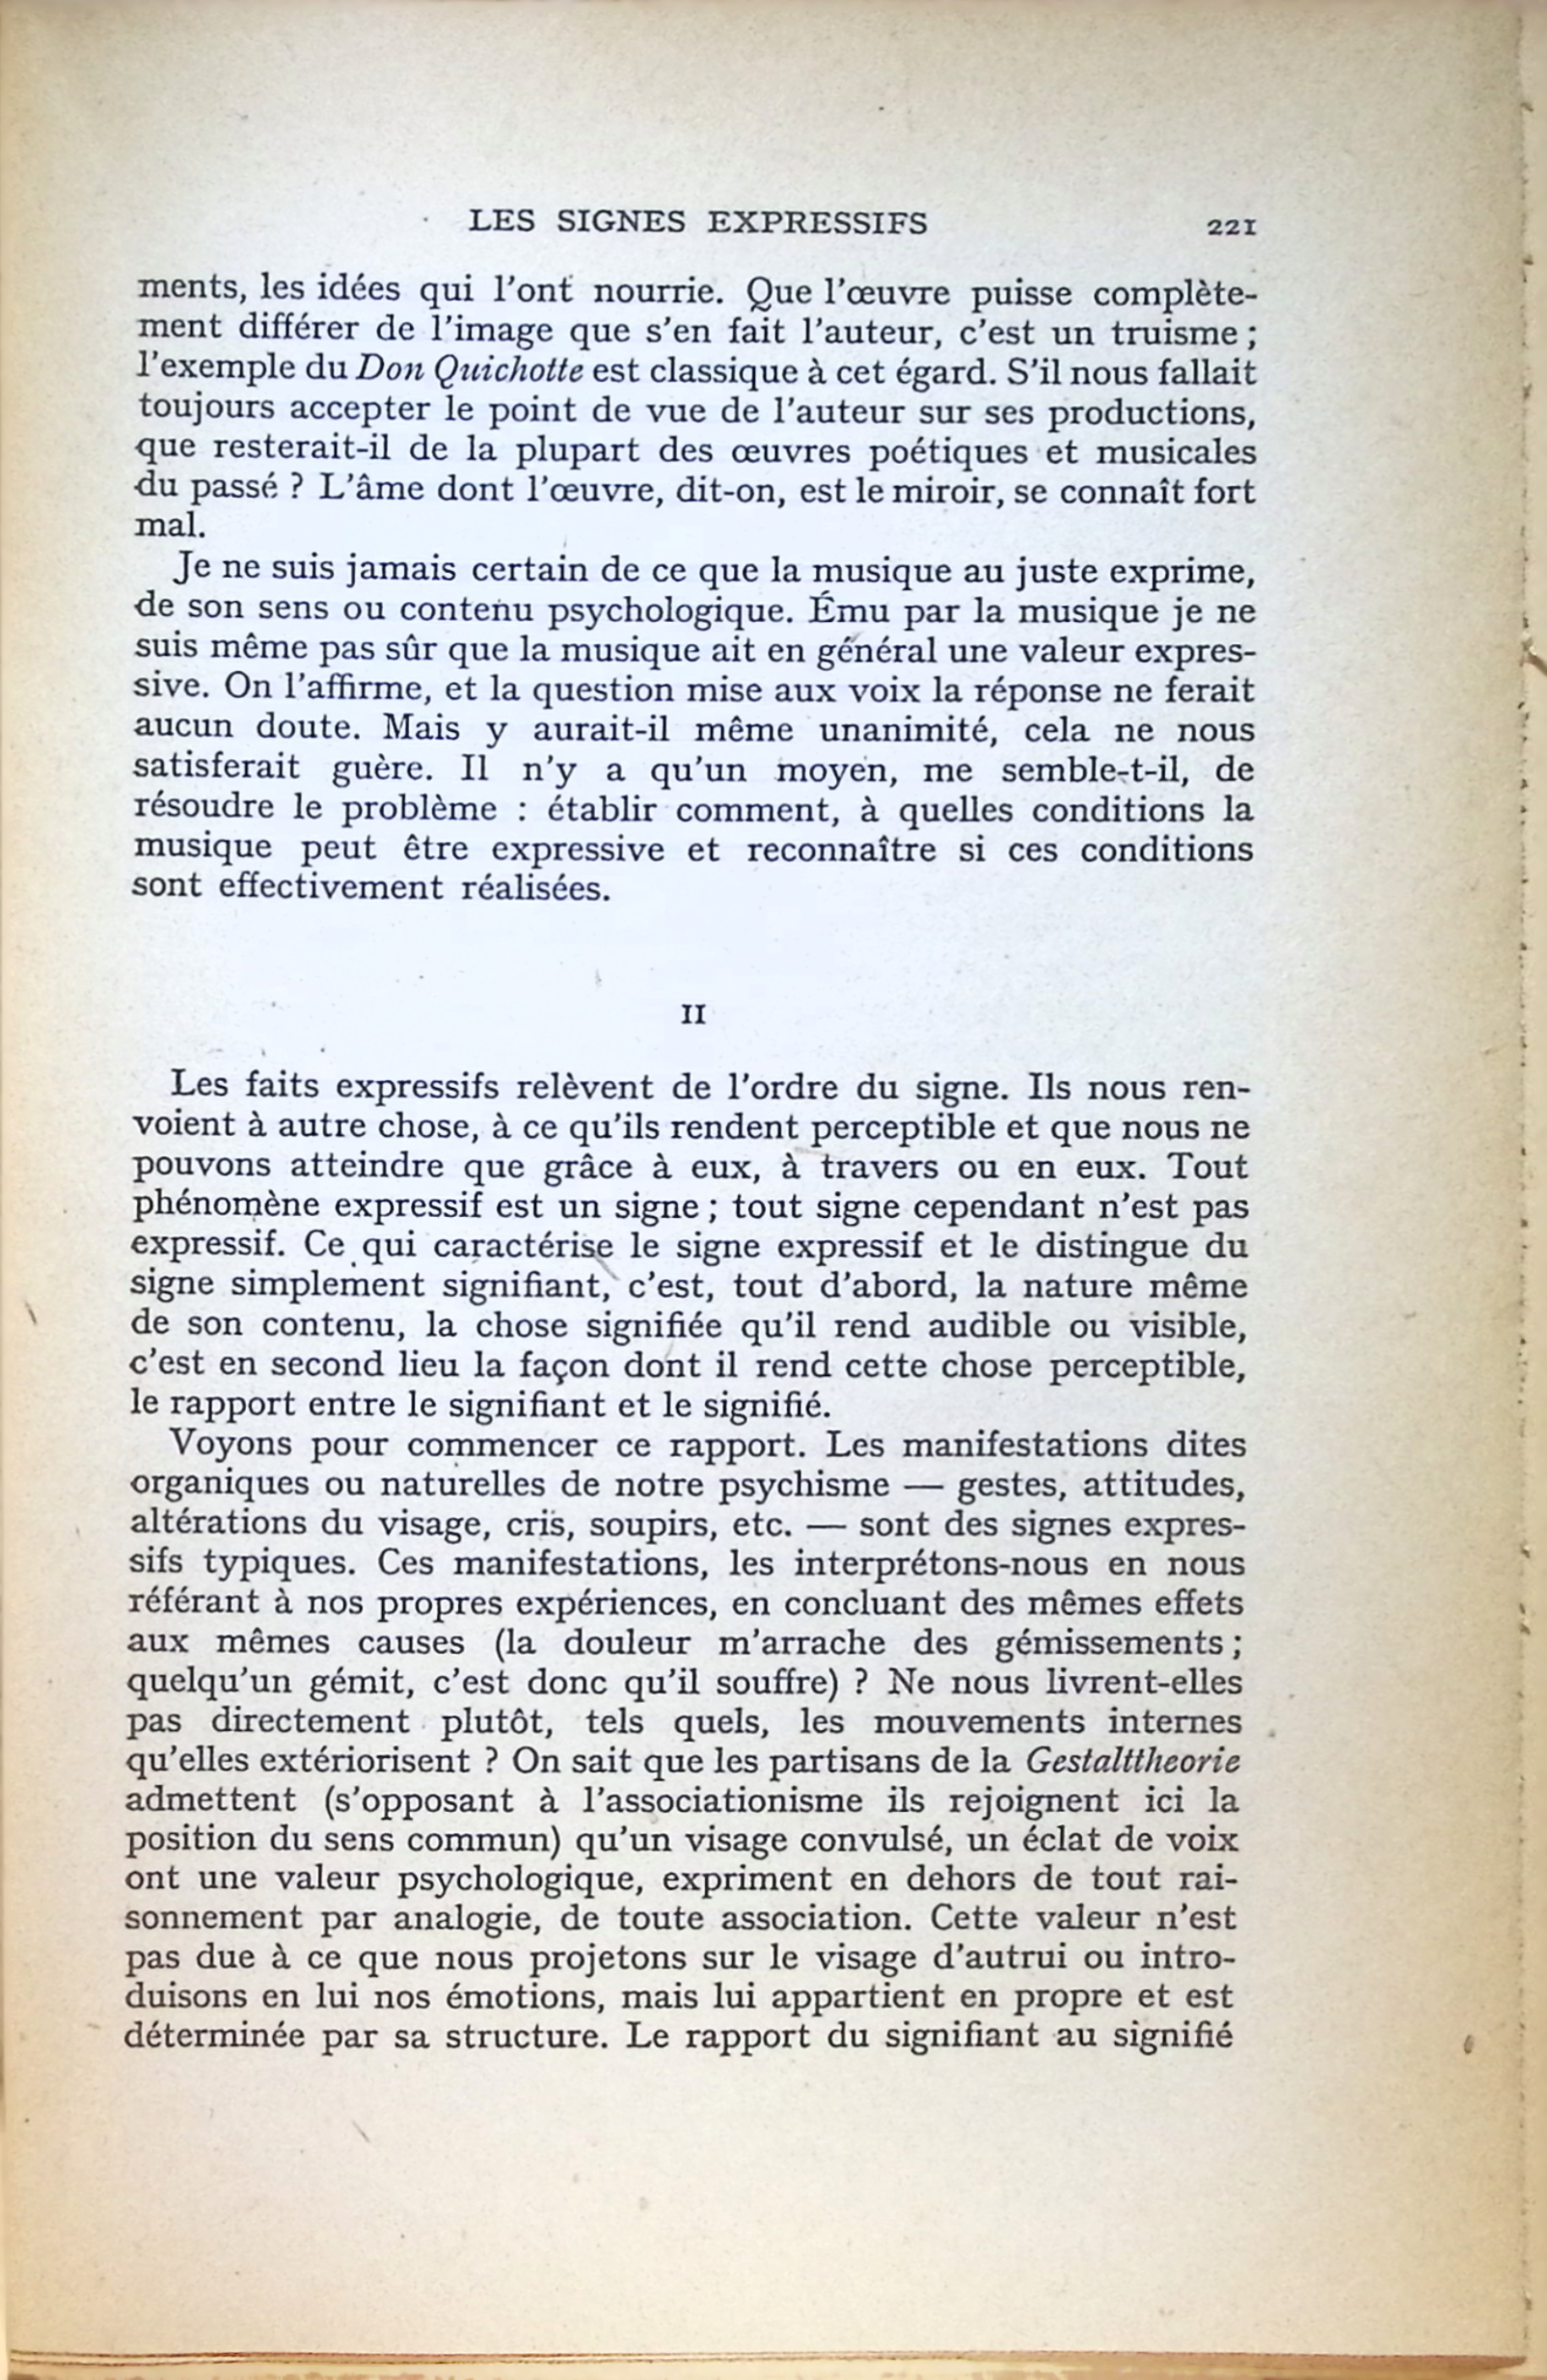 LES SIGNES EXPRESSIFS 221
ments, les idées qui l'ont nourrie. Que l'œuvre puisse complète-
ment différer de l'image que s'en fait l'auteur, c'est un truisme ;
l'exemple du Don Quichotte est classique à cet égard. S'il nous fallait
toujours accepter le point de vue de l'auteur sur ses productions,
que resterait-il de la plupart des œuvres poétiques et musicales
du passé ? L'âme dont l'œuvre, dit-on, est le miroir, se connaît fort
mal.
Je ne suis jamais certain de ce que la musique au juste exprime,
de son sens ou contenu psychologique. Ému par la musique je ne
suis même pas sûr que la musique ait en général une valeur expres-
sive. On l'affirme, et la question mise aux voix la réponse ne ferait
aucun doute. Mais y aurait-il même unanimité, cela ne nous
satisferait guère. Il n'y a qu'un moyen, me semble-t-il, de
résoudre le problème : établir comment, à quelles conditions la
musique peut être expressive et reconnaître si ces conditions
sont effectivement réalisées.
II
Les faits expressifs relèvent de l'ordre du signe. Ils nous ren-
voient à autre chose, à ce qu'ils rendent perceptible et que nous ne
pouvons atteindre que grâce à eux, à travers ou en eux. Tout
phénomène expressif est un signe ; tout signe cependant n'est pas
expressif. Ce qui caractérise le signe expressif et le distingue du
signe simplement signifiant, c'est, tout d'abord, la nature même
de son contenu, la chose signifiée qu'il rend audible ou visible,
c'est en second lieu la façon dont il rend cette chose perceptible,
le rapport entre le signifiant et le signifié.
Voyons pour commencer ce rapport. Les manifestations dites
organiques ou naturelles de notre psychisme — gestes, attitudes,
altérations du visage, cris, soupirs, etc. — sont des signes expres-
sifs typiques. Ces manifestations, les interprétons-nous en nous
référant à nos propres expériences, en concluant des mêmes effets
aux mêmes causes (la douleur m'arrache des gémissements ;
quelqu'un gémit, c'est donc qu'il souffre) ? Ne nous livrent-elles
pas directement plutôt, tels quels, les mouvements internes
qu'elles extériorisent ? On sait que les partisans de la Gestalttheorie
admettent (s'opposant à l'associationisme ils rejoignent ici la
position du sens commun) qu'un visage convulsé, un éclat de voix
ont une valeur psychologique, expriment en dehors de tout rai-
sonnement par analogie, de toute association. Cette valeur n'est
pas due à ce que nous projetons sur le visage d'autrui ou intro-
duisons en lui nos émotions, mais lui appartient en propre et est
déterminée par sa structure. Le rapport du signifiant au signifié